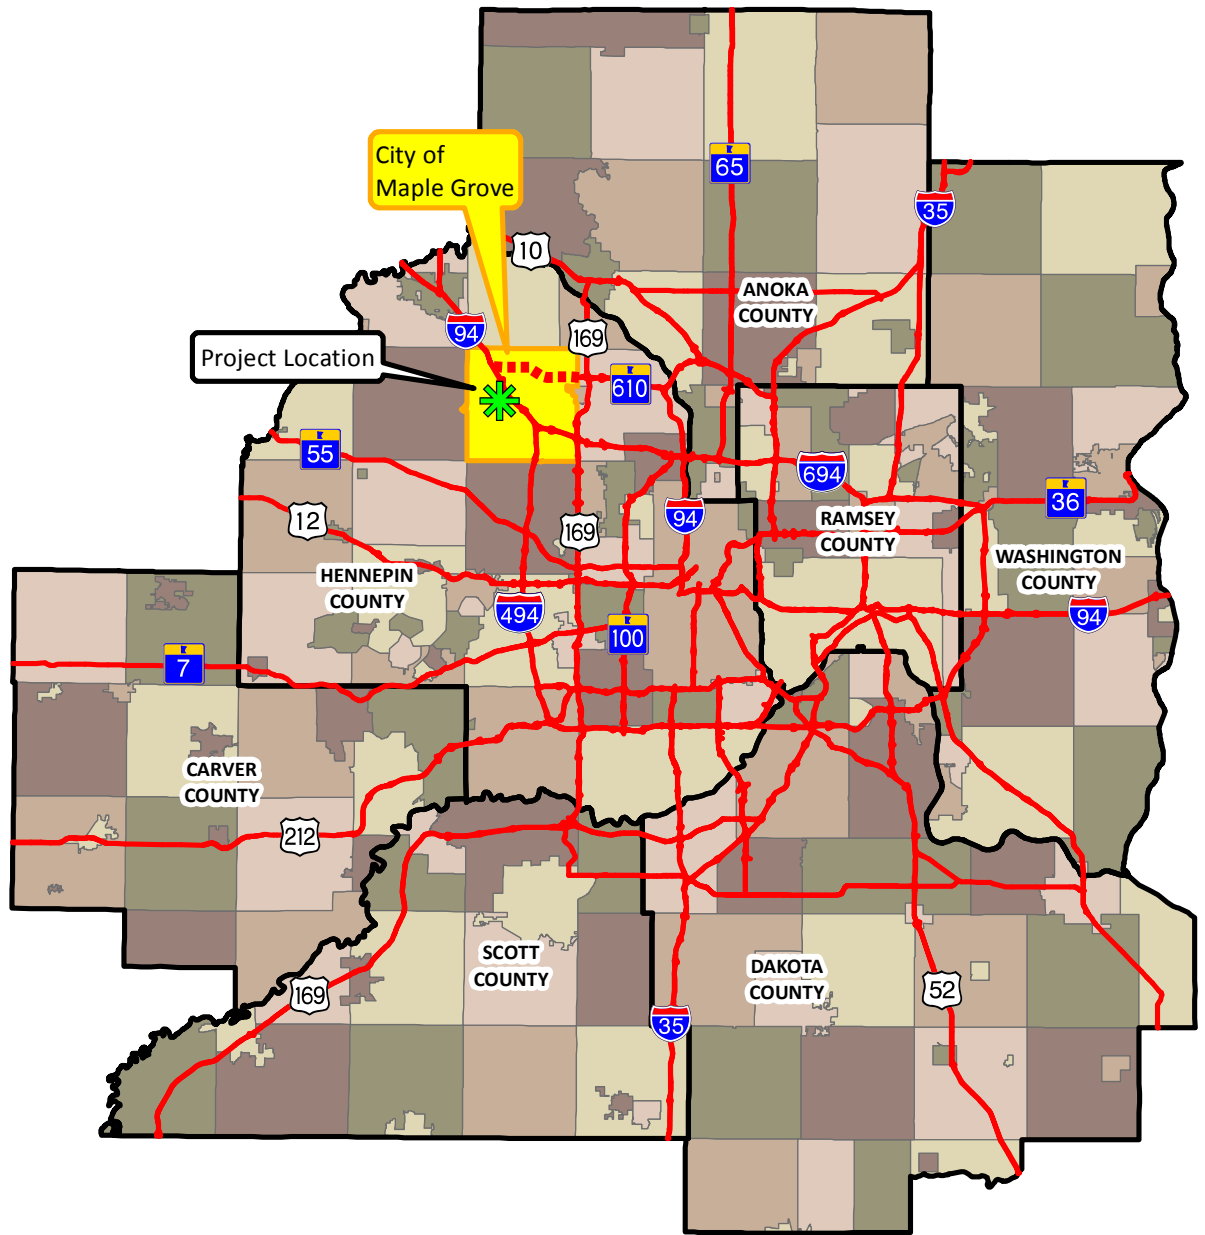 65
City of
Maple Grove
35
10
ANOKA
COUNTY
94
169
Project Location
610
55
694
36
12
94
RAMSEY
COUNTY
169
WASHINGTON
COUNTY
HENNEPIN
COUNTY
494
94
100
7
CARVER
COUNTY
212
SCOTT
COUNTY
DAKOTA
COUNTY
169
52
35